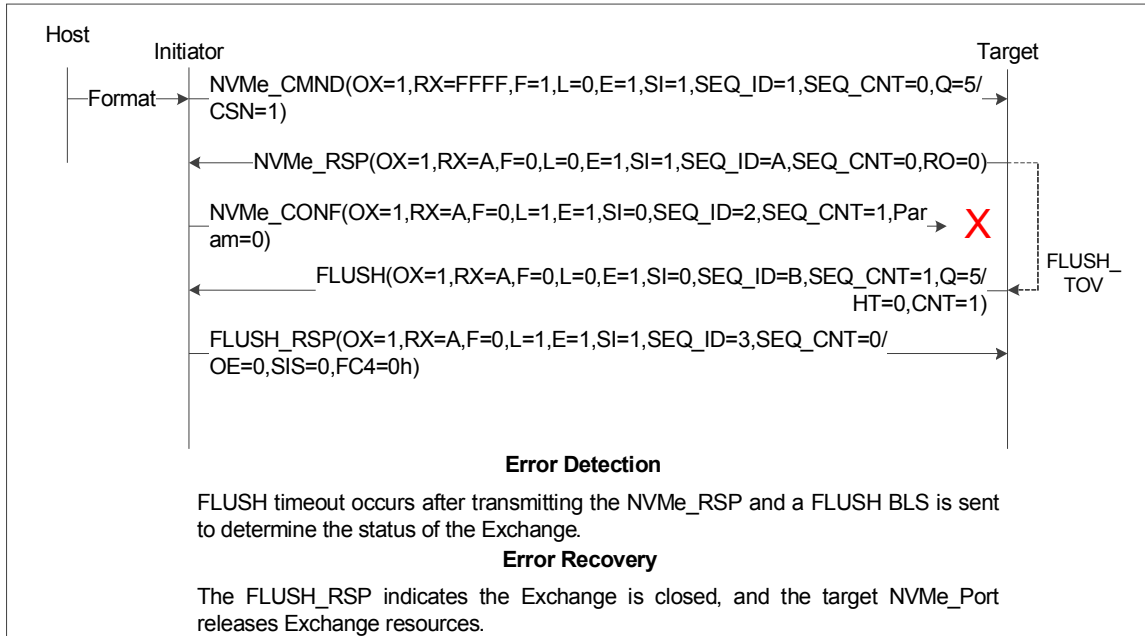 Host
Initiator
Target
Format
NVMe_CMND(OX=1,RX=FFFF,F=1,L=0,E=1,SI=1,SEQ_ID=1,SEQ_CNT=0,Q=5/
CSN=1)
NVMe_RSP(OX=1,RX=A,F=0,L=0,E=1,SI=1,SEQ_ID=A,SEQ_CNT=0,RO=0)
NVMe_CONF(OX=1,RX=A,F=0,L=1,E=1,SI=0,SEQ_ID=2,SEQ_CNT=1,Par
am=0)
X
FLUSH_
TOV
FLUSH(OX=1,RX=A,F=0,L=0,E=1,SI=0,SEQ_ID=B,SEQ_CNT=1,Q=5/
HT=0,CNT=1)
FLUSH_RSP(OX=1,RX=A,F=0,L=1,E=1,SI=1,SEQ_ID=3,SEQ_CNT=0/
OE=0,SIS=0,FC4=0h)
Error Detection
FLUSH timeout occurs after transmitting the NVMe_RSP and a FLUSH BLS is sent
to determine the status of the Exchange.
Error Recovery
The FLUSH_RSP indicates the Exchange is closed, and the target NVMe_Port
releases Exchange resources.